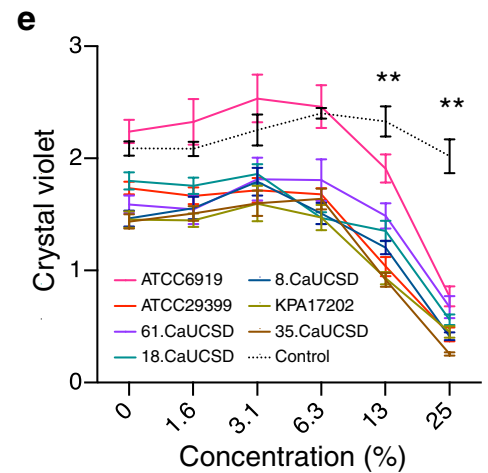 e
3
2
1
0
Crystal violet
**
**
ATCC6919
ATCC29399
61.CaUCSD
18.CaUCSD
8.CaUCSD
KPA17202
35.CaUCSD
Control
0 1.6 3.1 6.3 13 25
Concentration (%)